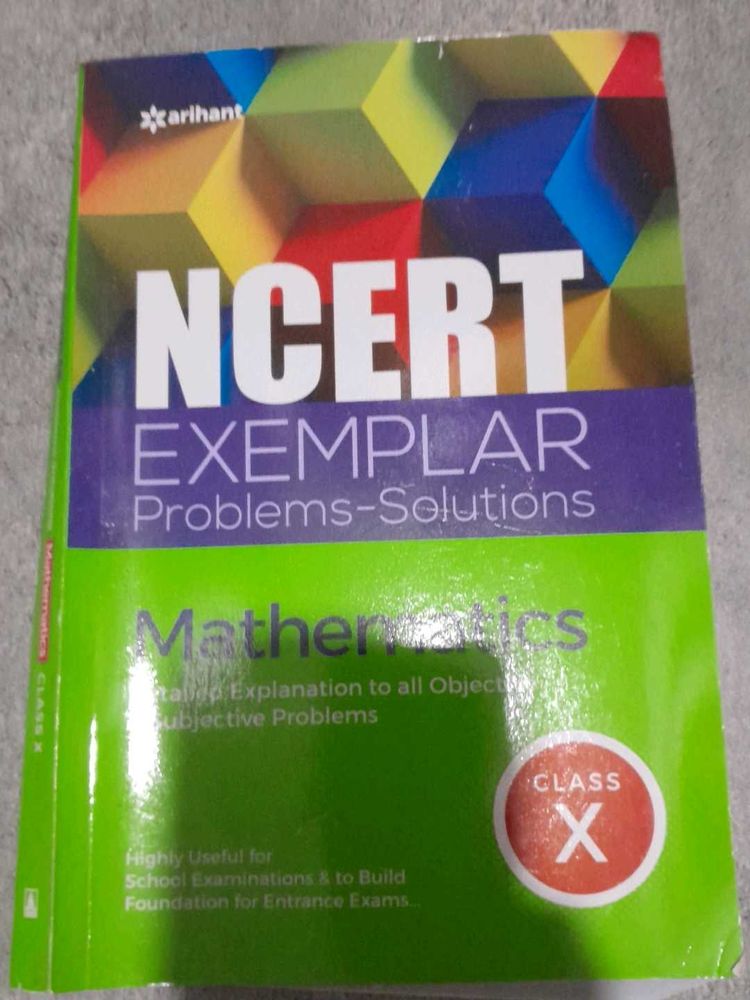 arihant
NCERT
EXEMPLAR
Problems-Solutions
Mathematics
Explanation to all
Subjective Problems
CLASS
X
Highly Useful for
School Examinations & to Build
Foundation for Entrance Exams...
Mathematics CLASS X